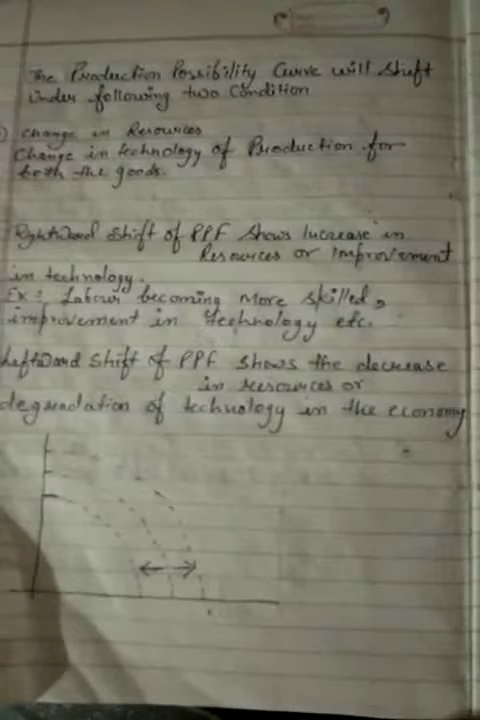 The Production Possibility Curve will shift
under following two Condition
) Change in Resources
Change in technology of Production for
both the goods.
Rightward Shift of PPF Shows Increase in
Resources or Improvement
in technology.
Ex: Labour becoming More skilled,
improvement in technology etc.
Leftward Shift of PPF Shows the decrease
in resources or
degradation of technology in the economy